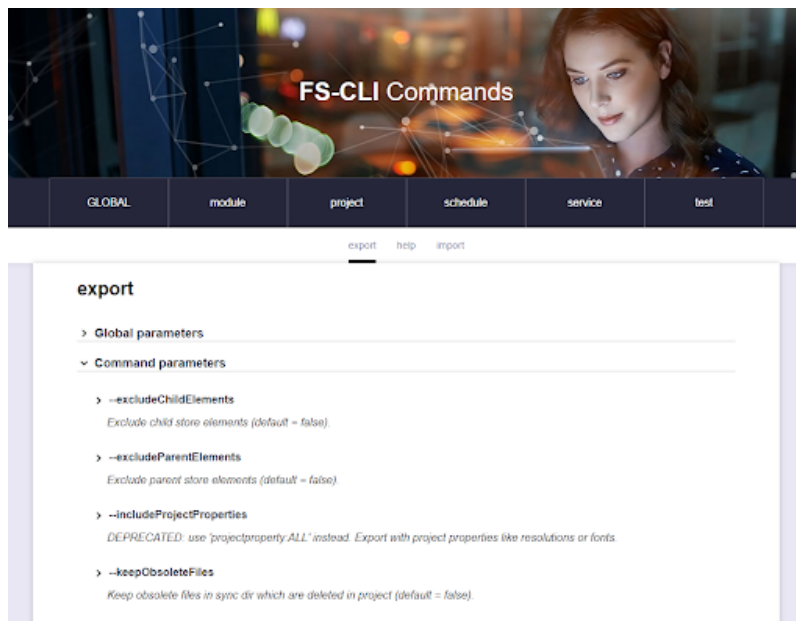 FS-CLI Commands
GLOBAL module project schedule service test
export help import
export
Global parameters
Command parameters
--excludeChildElements
Exclude child store elements (default = false).
--excludeParentElements
Exclude parent store elements (default = false).
--includeProjectProperties
DEPRECATED: use 'projectproperty:ALL' instead. Export with project properties like resolutions or fonts.
--keepObsoleteFiles
Keep obsolete files in sync dir which are deleted in project (default = false).